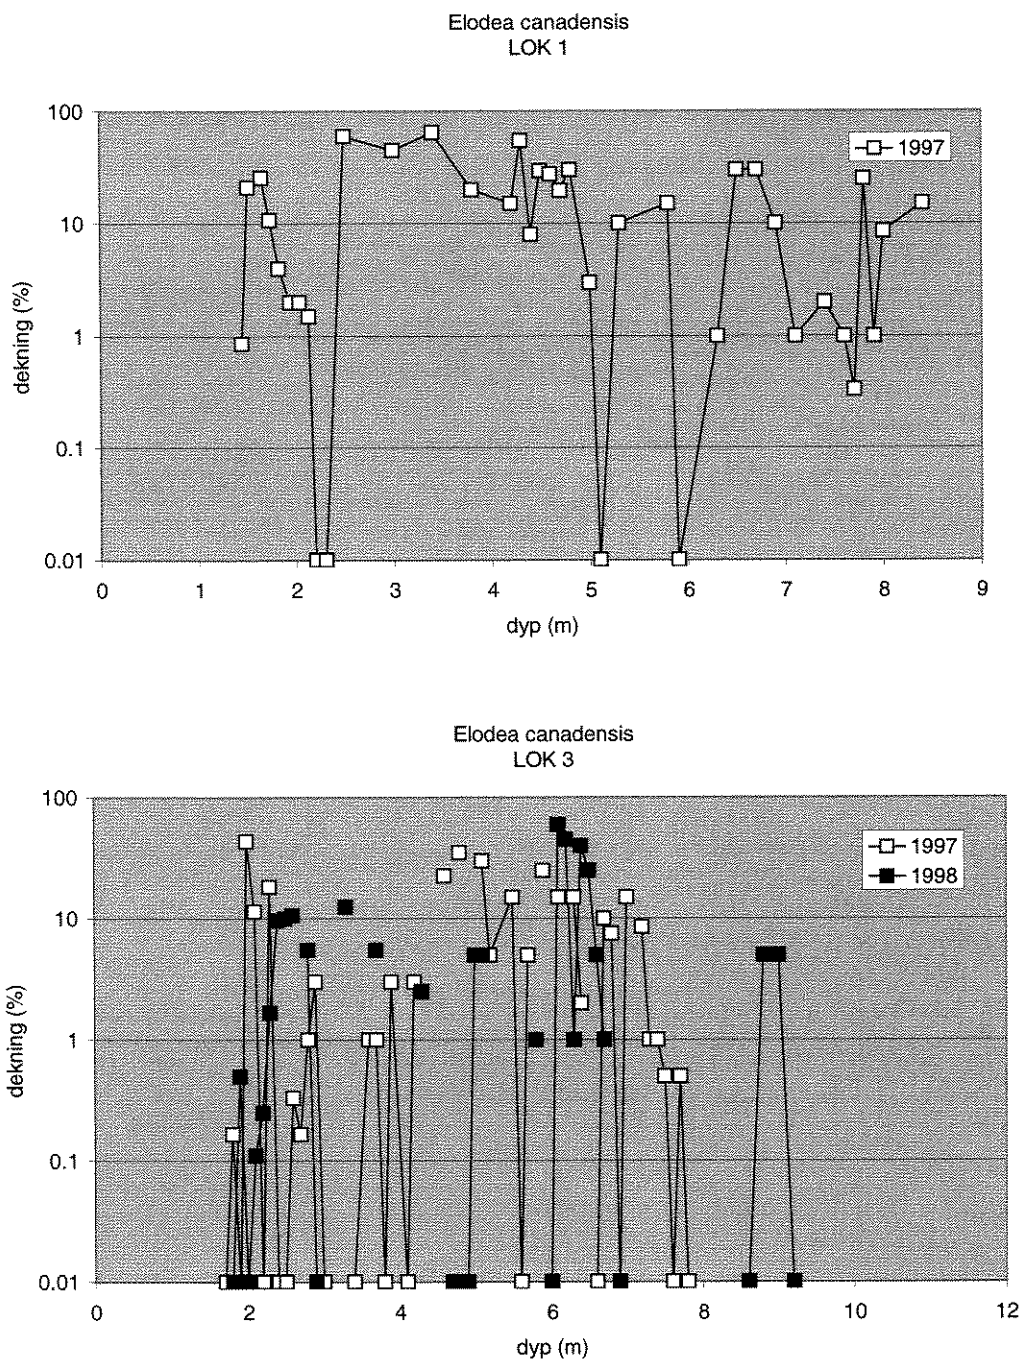 Elodea canadensis
LOK 1
100
10
1
0.1
0.01
dekning (%)
1997
0 1 2 3 4 5 6 7 8 9
dyp (m)
Elodea canadensis
LOK 3
100
10
1
0.1
0.01
dekning (%)
1997
1998
0 2 4 6 8 10 12
dyp (m)